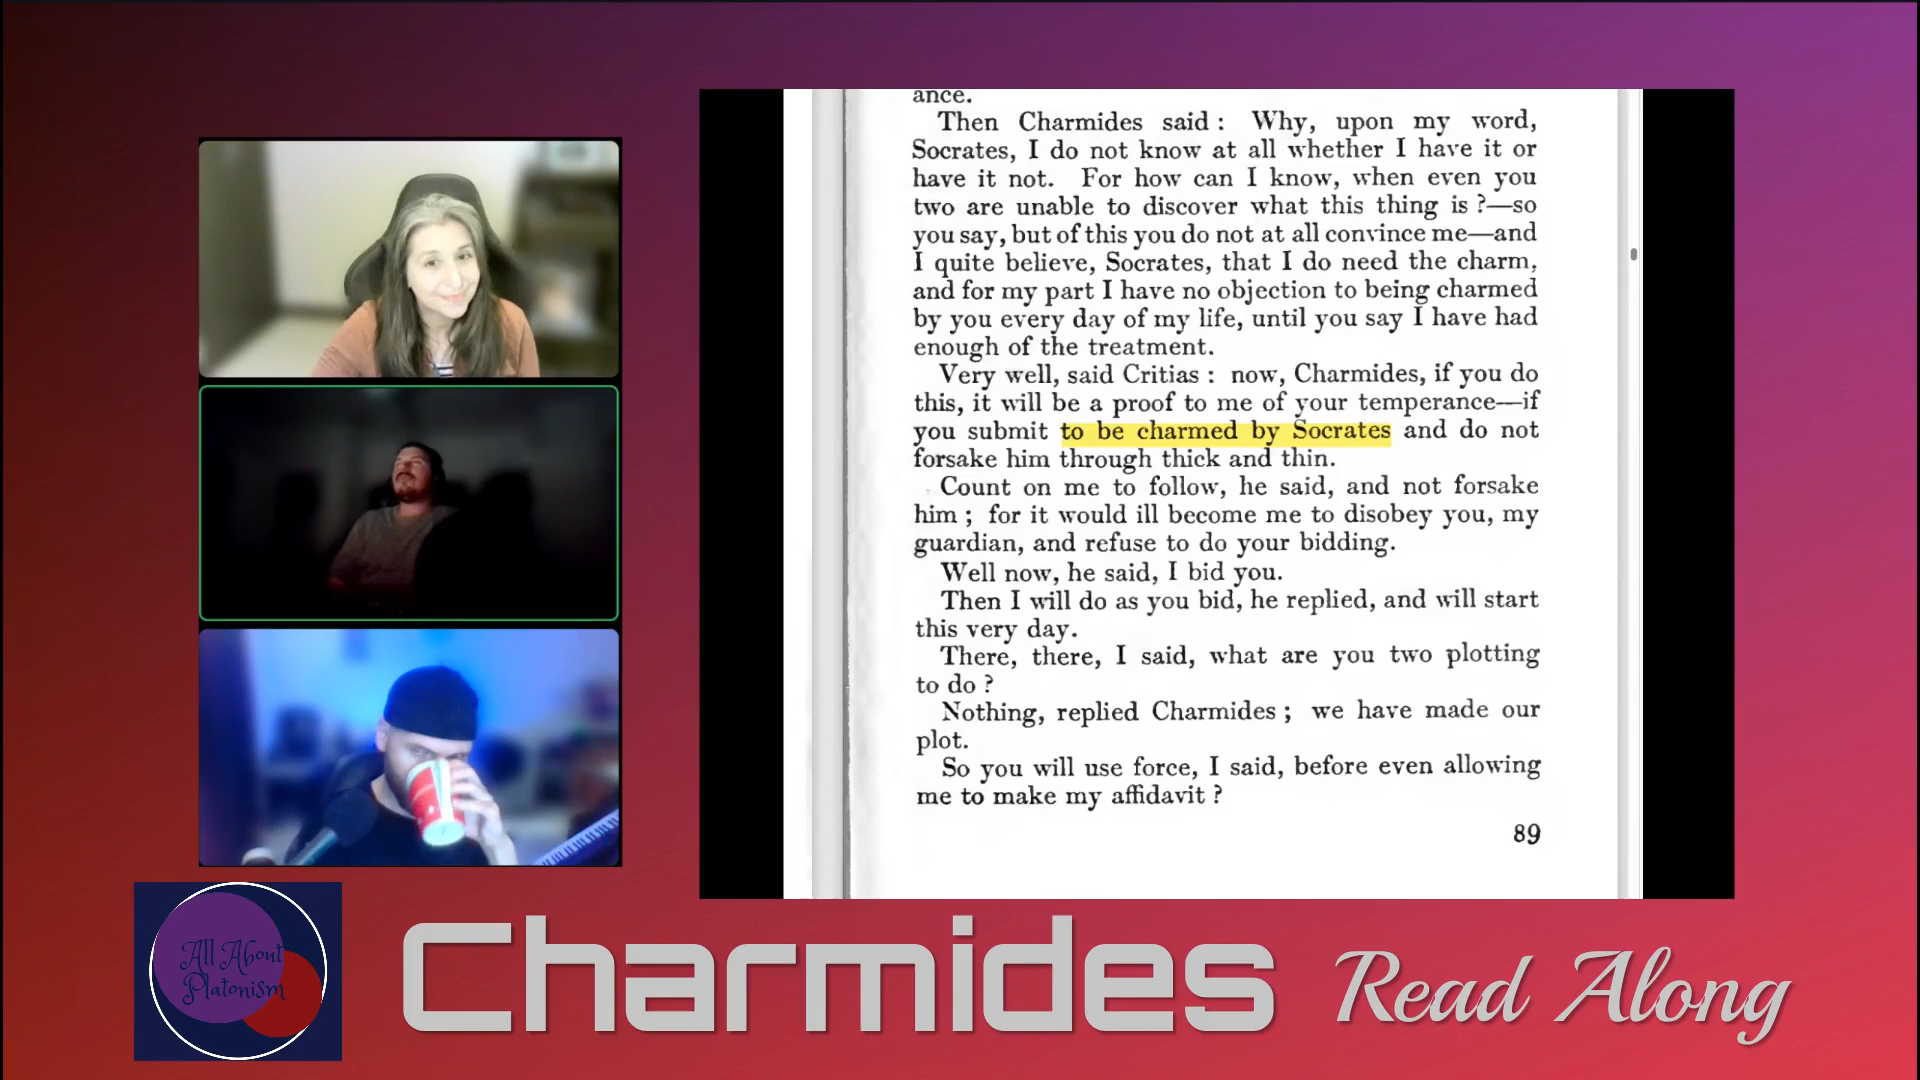 ance.
Then Charmides said : Why, upon my word,
Socrates, I do not know at all whether I have it or
have it not. For how can I know, when even you
two are unable to discover what this thing is ?—so
you say, but of this you do not at all convince me—and
I quite believe, Socrates, that I do need the charm,
and for my part I have no objection to being charmed
by you every day of my life, until you say I have had
enough of the treatment.
Very well, said Critias : now, Charmides, if you do
this, it will be a proof to me of your temperance—if
you submit to be charmed by Socrates and do not
forsake him through thick and thin.
Count on me to follow, he said, and not forsake
him ; for it would ill become me to disobey you, my
guardian, and refuse to do your bidding.
Well now, he said, I bid you.
Then I will do as you bid, he replied, and will start
this very day.
There, there, I said, what are you two plotting
to do ?
Nothing, replied Charmides ; we have made our
plot.
So you will use force, I said, before even allowing
me to make my affidavit ?
89
All About
Platonism
Charmides Read Along